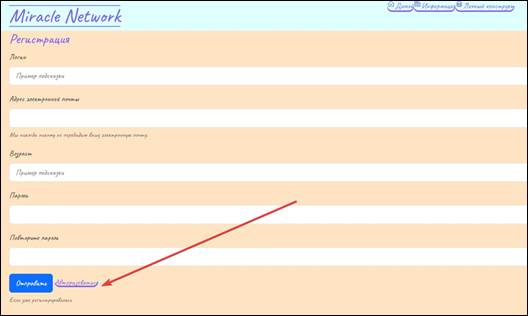 Miracle Network
Домой Информация Личный конструктор
Регистрация
Логин
Пример подсказки
Адрес электронной почты
Мы никогда никому не передадим вашу электронную почту.
Возраст
Пример подсказки
Пароль
Повторите пароль
Отправить Авторизоваться
Если уже регистрировались